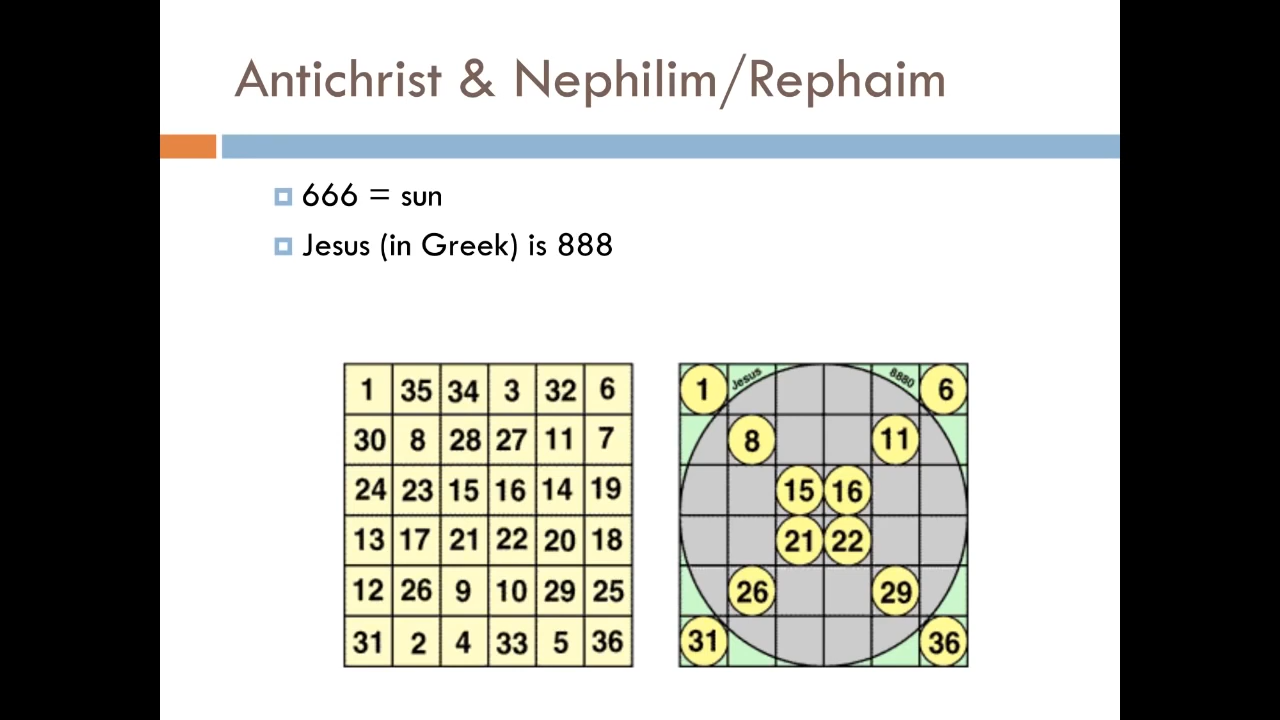 Antichrist & Nephilim/Rephaim
666 = sun
Jesus (in Greek) is 888
1 35 34 3 32 6
30 8 28 27 11 7
24 23 15 16 14 19
13 17 21 22 20 18
12 26 9 10 29 25
31 2 4 33 5 36
Jesus 8880
1 6
8 11
15 16
21 22
26 29
31 36